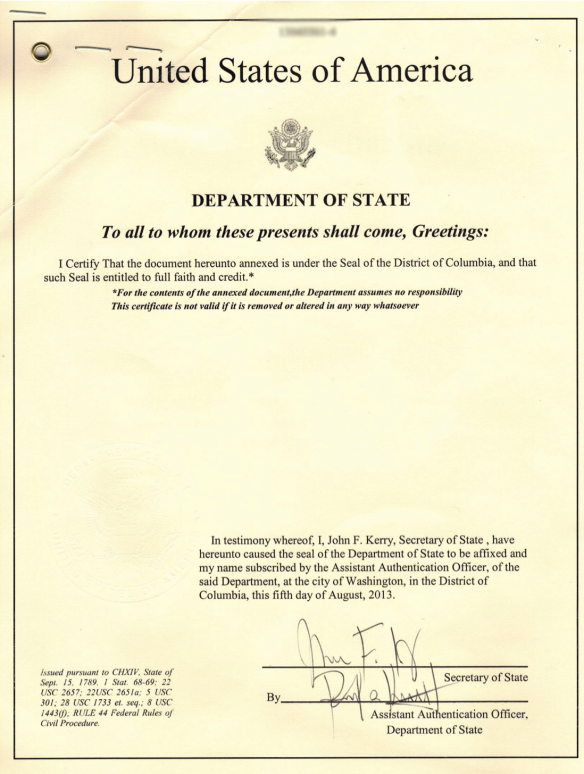 United States of America
DEPARTMENT OF STATE
To all to whom these presents shall come, Greetings:
I Certify That the document hereunto annexed is under the Seal of the District of Columbia, and that
such Seal is entitled to full faith and credit.*
*For the contents of the annexed document,the Department assumes no responsibility
This certificate is not valid if it is removed or altered in any way whatsoever
In testimony whereof, I, John F. Kerry, Secretary of State , have
hereunto caused the seal of the Department of State to be affixed and
my name subscribed by the Assistant Authentication Officer, of the
said Department, at the city of Washington, in the District of
Columbia, this fifth day of August, 2013.
Issued pursuant to CHXIV, State of
Sept. 15, 1789. 1 Stat. 68-69; 22
USC 2657; 22USC 2651a; 5 USC
301; 28 USC 1733 et. seq.; 8 USC
1443(f); RULE 44 Federal Rules of
Civil Procedure.
Secretary of State
By
Assistant Authentication Officer,
Department of State